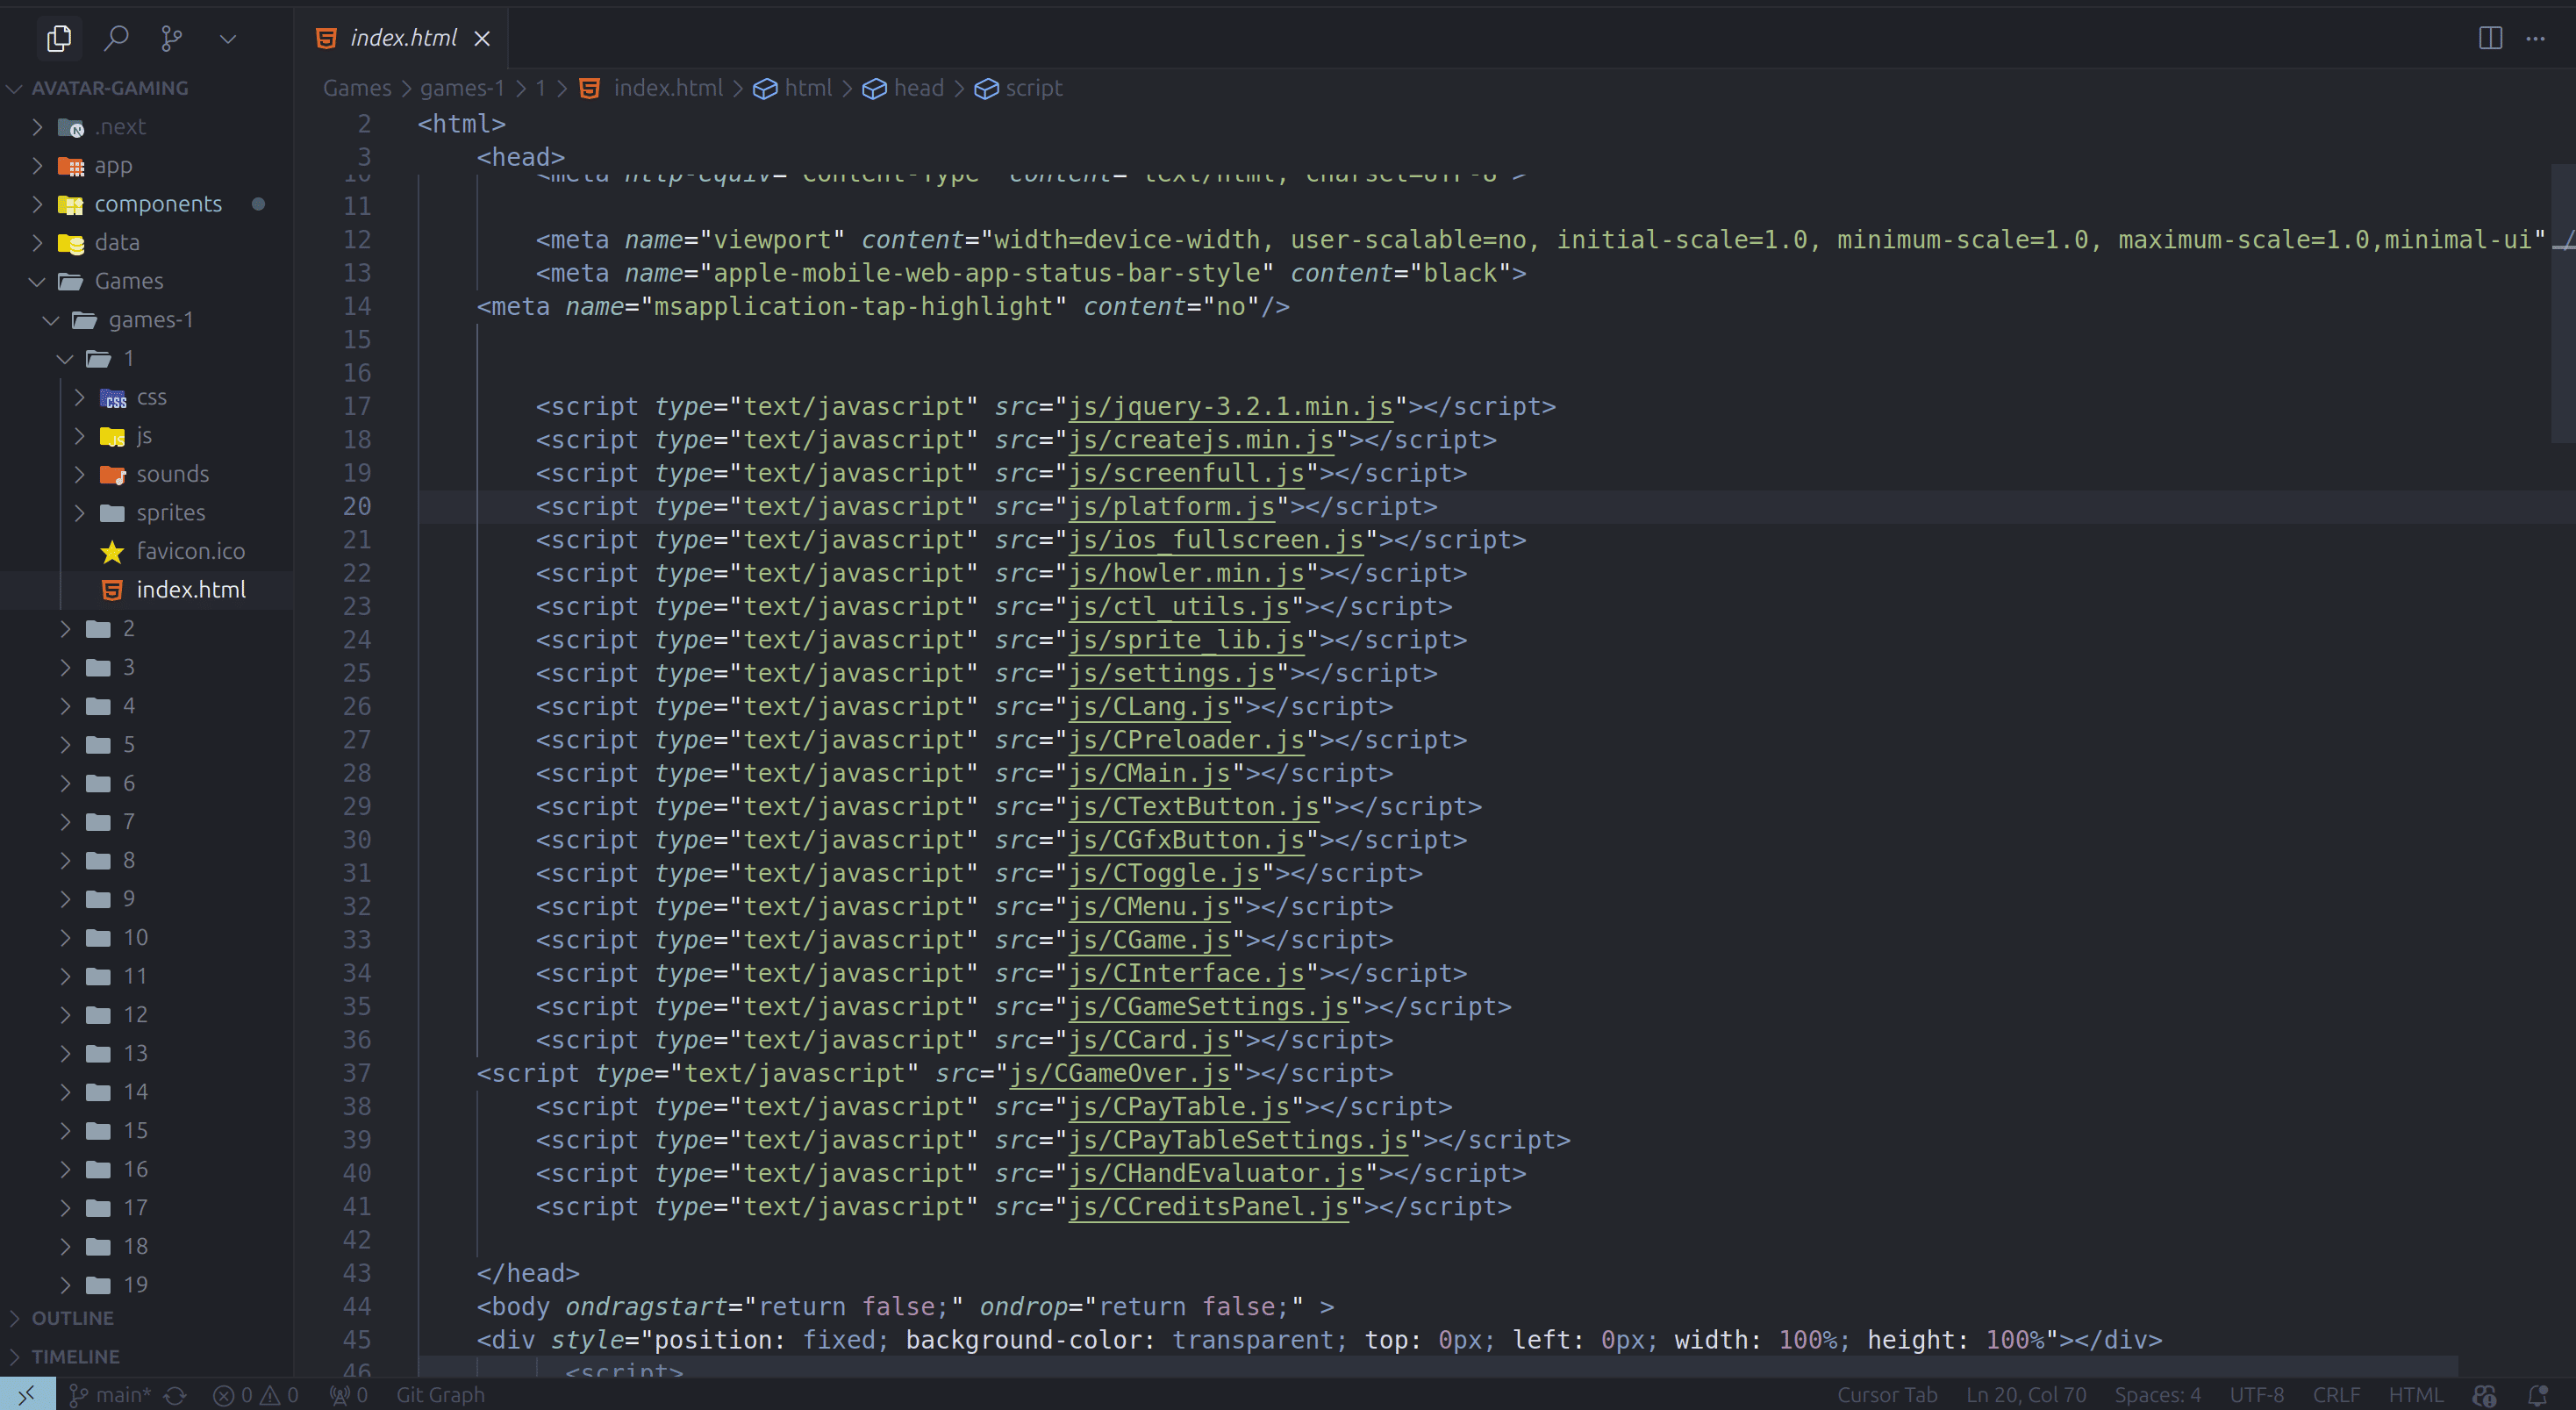 index.html
AVATAR-GAMING
.next
app
components
data
Games
games-1
1
css
js
sounds
sprites
favicon.ico
index.html
2
3
4
5
6
7
8
9
10
11
12
13
14
15
16
17
18
19
OUTLINE
TIMELINE
Games > games-1 > 1 > index.html > html > head > script
2 <html>
3 <head>
10 <meta http-equiv="Content-Type" content="text/html; charset=UTF-8">
11
12 <meta name="viewport" content="width=device-width, user-scalable=no, initial-scale=1.0, minimum-scale=1.0, maximum-scale=1.0,minimal-ui" /
13 <meta name="apple-mobile-web-app-status-bar-style" content="black">
14 <meta name="msapplication-tap-highlight" content="no"/>
15
16
17 <script type="text/javascript" src="js/jquery-3.2.1.min.js"></script>
18 <script type="text/javascript" src="js/createjs.min.js"></script>
19 <script type="text/javascript" src="js/screenfull.js"></script>
20 <script type="text/javascript" src="js/platform.js"></script>
21 <script type="text/javascript" src="js/ios_fullscreen.js"></script>
22 <script type="text/javascript" src="js/howler.min.js"></script>
23 <script type="text/javascript" src="js/ctl_utils.js"></script>
24 <script type="text/javascript" src="js/sprite_lib.js"></script>
25 <script type="text/javascript" src="js/settings.js"></script>
26 <script type="text/javascript" src="js/CLang.js"></script>
27 <script type="text/javascript" src="js/CPreloader.js"></script>
28 <script type="text/javascript" src="js/CMain.js"></script>
29 <script type="text/javascript" src="js/CTextButton.js"></script>
30 <script type="text/javascript" src="js/CGfxButton.js"></script>
31 <script type="text/javascript" src="js/CToggle.js"></script>
32 <script type="text/javascript" src="js/CMenu.js"></script>
33 <script type="text/javascript" src="js/CGame.js"></script>
34 <script type="text/javascript" src="js/CInterface.js"></script>
35 <script type="text/javascript" src="js/CGameSettings.js"></script>
36 <script type="text/javascript" src="js/CCard.js"></script>
37 <script type="text/javascript" src="js/CGameOver.js"></script>
38 <script type="text/javascript" src="js/CPayTable.js"></script>
39 <script type="text/javascript" src="js/CPayTableSettings.js"></script>
40 <script type="text/javascript" src="js/CHandEvaluator.js"></script>
41 <script type="text/javascript" src="js/CCreditsPanel.js"></script>
42
43 </head>
44 <body ondragstart="return false;" ondrop="return false;" >
45 <div style="position: fixed; background-color: transparent; top: 0px; left: 0px; width: 100%; height: 100%"></div>
46 <script>
main* 0 0 0 Git Graph Cursor Tab Ln 20, Col 70 Spaces: 4 UTF-8 CRLF HTML